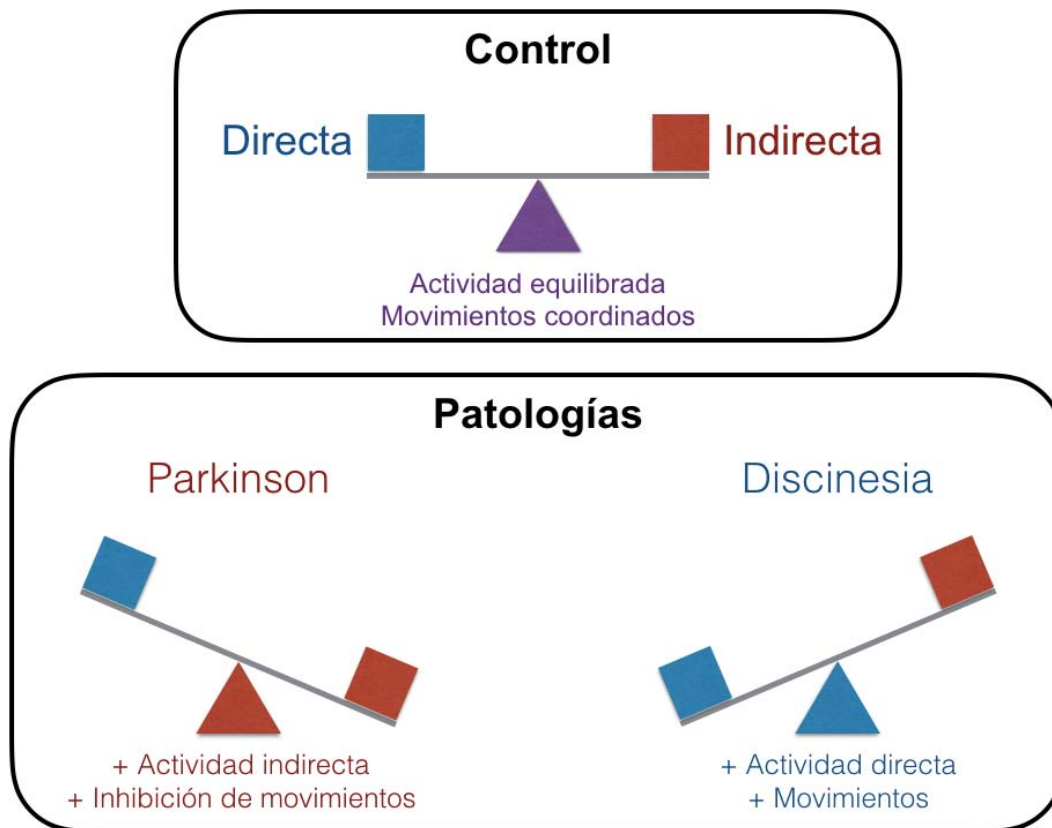 Control
Directa
Indirecta
Actividad equilibrada
Movimientos coordinados
Patologías
Parkinson
Discinesia
+ Actividad indirecta
+ Inhibición de movimientos
+ Actividad directa
+ Movimientos